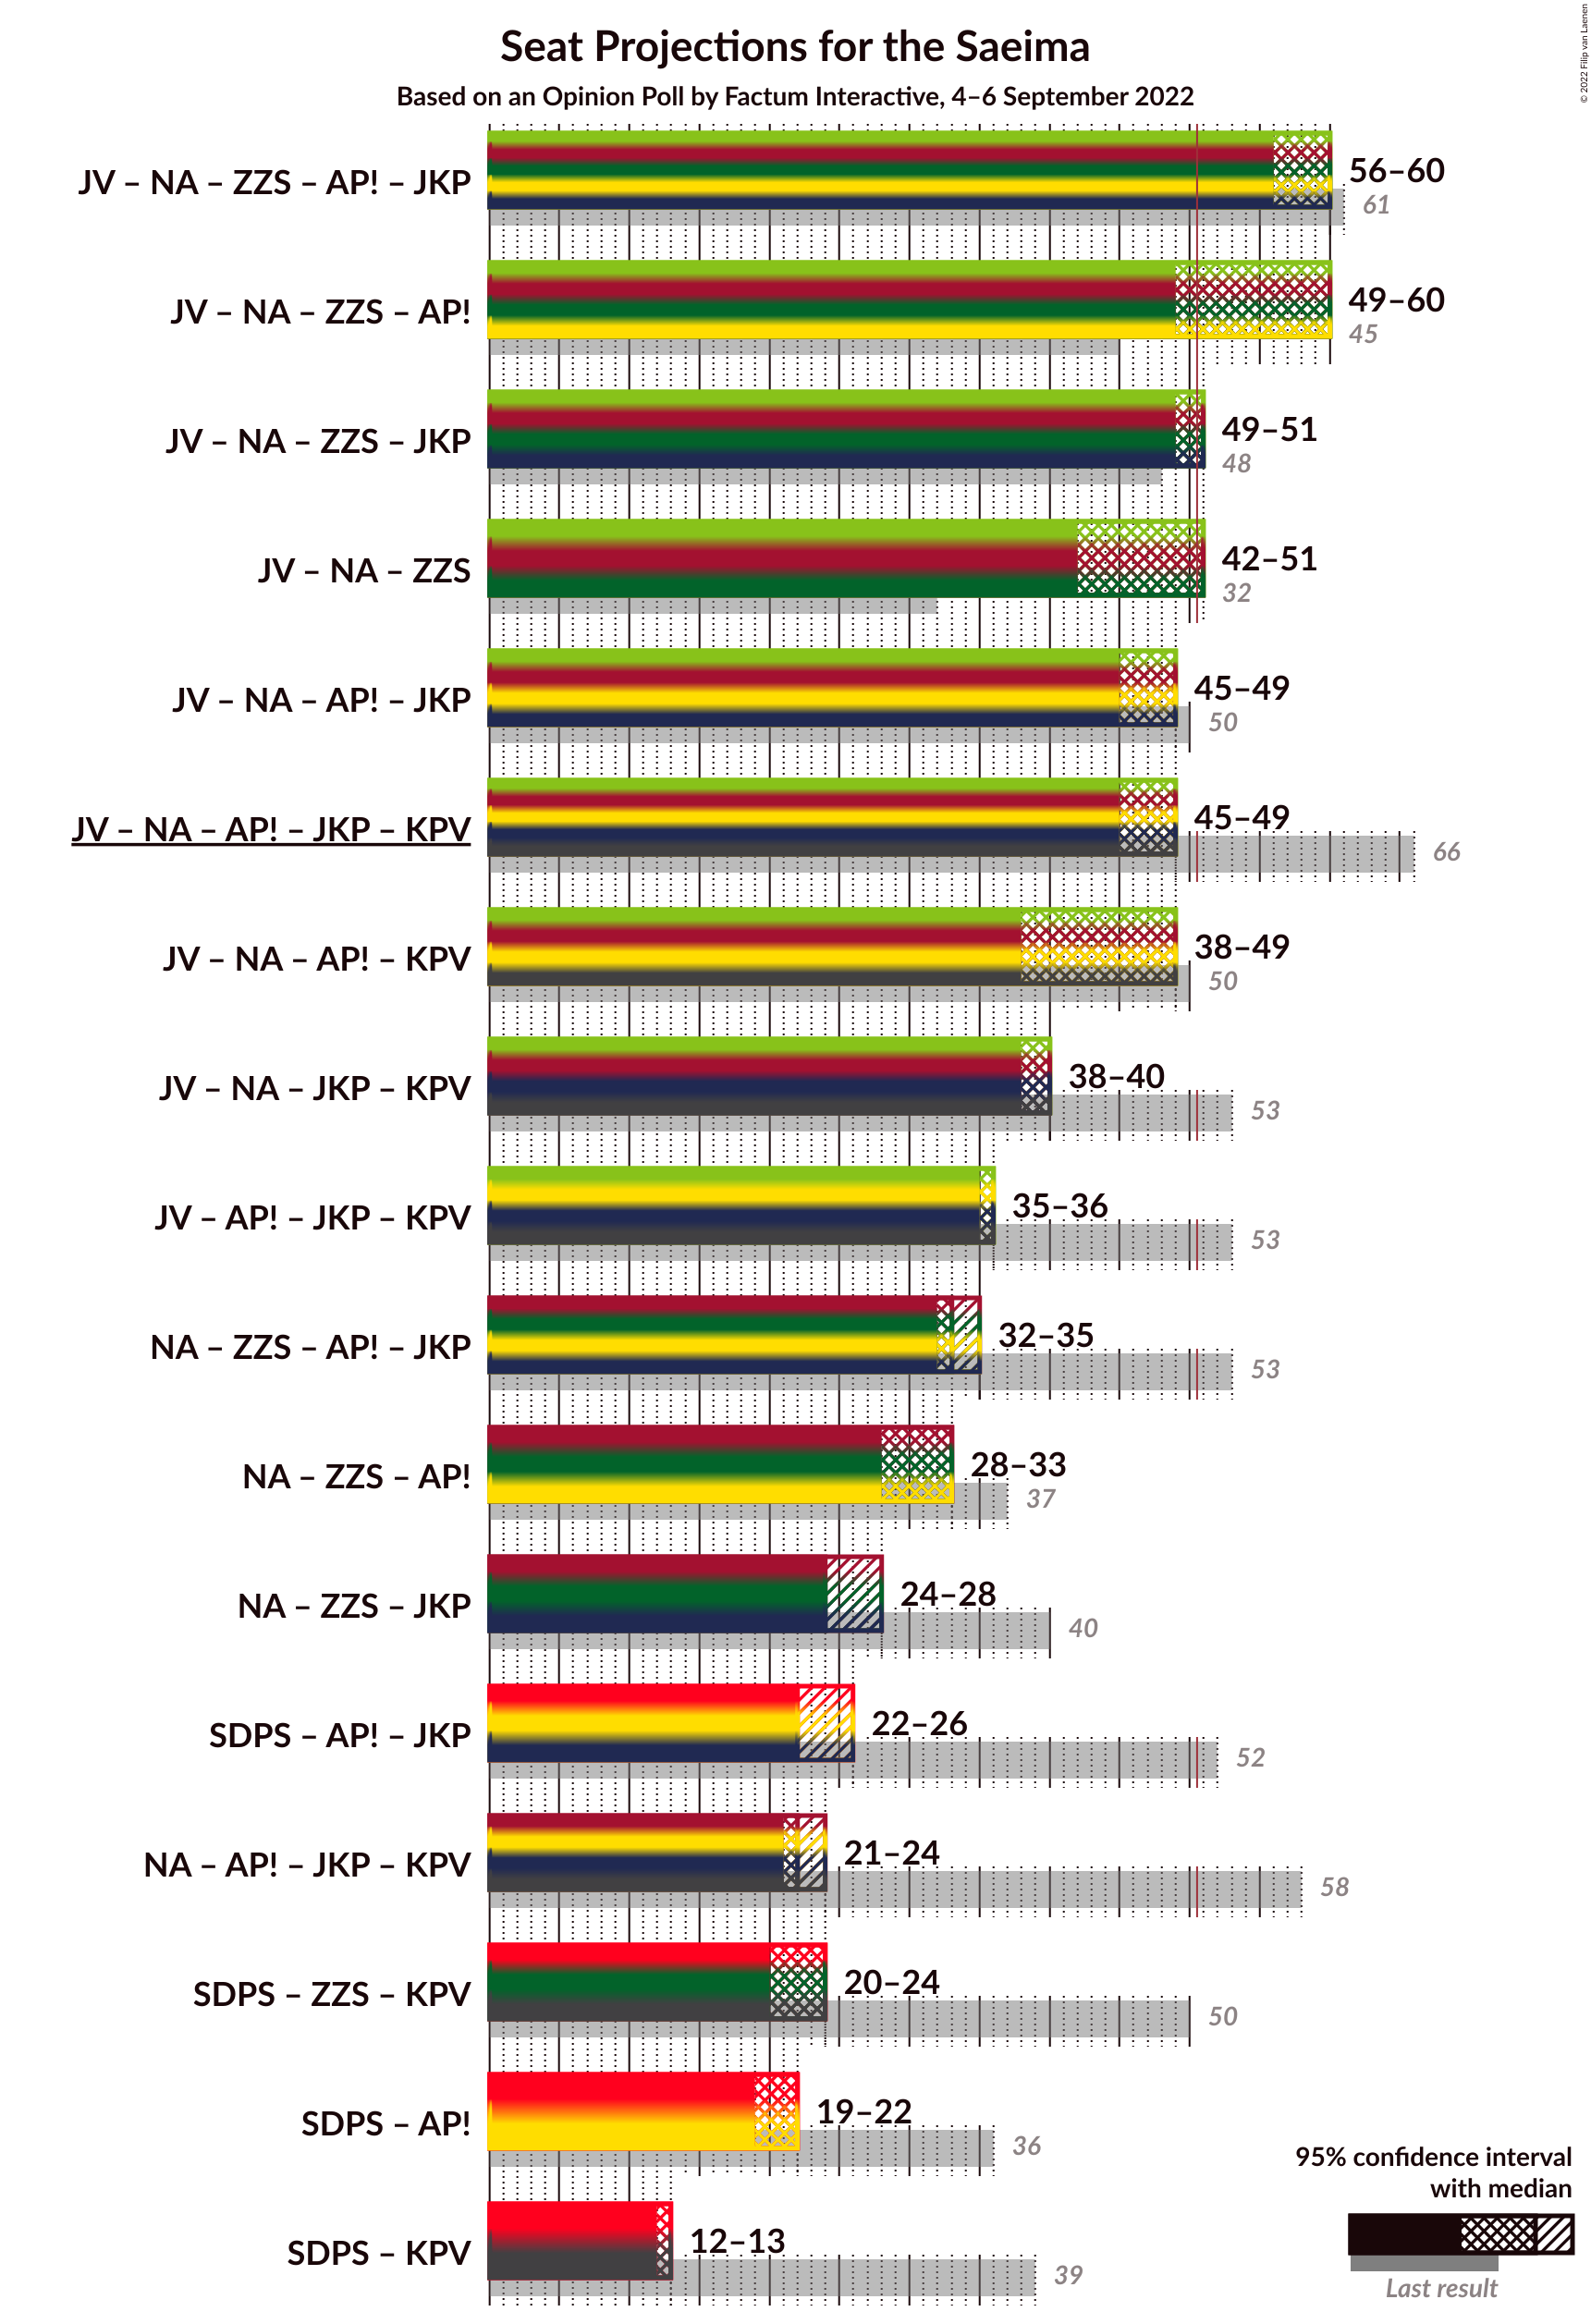 © 2022 Filip van Laenen
Seat Projections for the Saeima
Based on an Opinion Poll by Factum Interactive, 4–6 September 2022
JV – NA – ZZS – AP! – JKP
56–60
61
JV – NA – ZZS – AP!
49–60
45
JV – NA – ZZS – JKP
49–51
48
JV – NA – ZZS
42–51
32
JV – NA – AP! – JKP
45–49
50
JV – NA – AP! – JKP – KPV
45–49
66
JV – NA – AP! – KPV
38–49
50
JV – NA – JKP – KPV
38–40
53
JV – AP! – JKP – KPV
35–36
53
NA – ZZS – AP! – JKP
32–35
53
NA – ZZS – AP!
28–33
37
NA – ZZS – JKP
24–28
40
SDPS – AP! – JKP
22–26
52
NA – AP! – JKP – KPV
21–24
58
SDPS – ZZS – KPV
20–24
50
SDPS – AP!
19–22
36
SDPS – KPV
12–13
39
95% confidence interval
with median
Last result